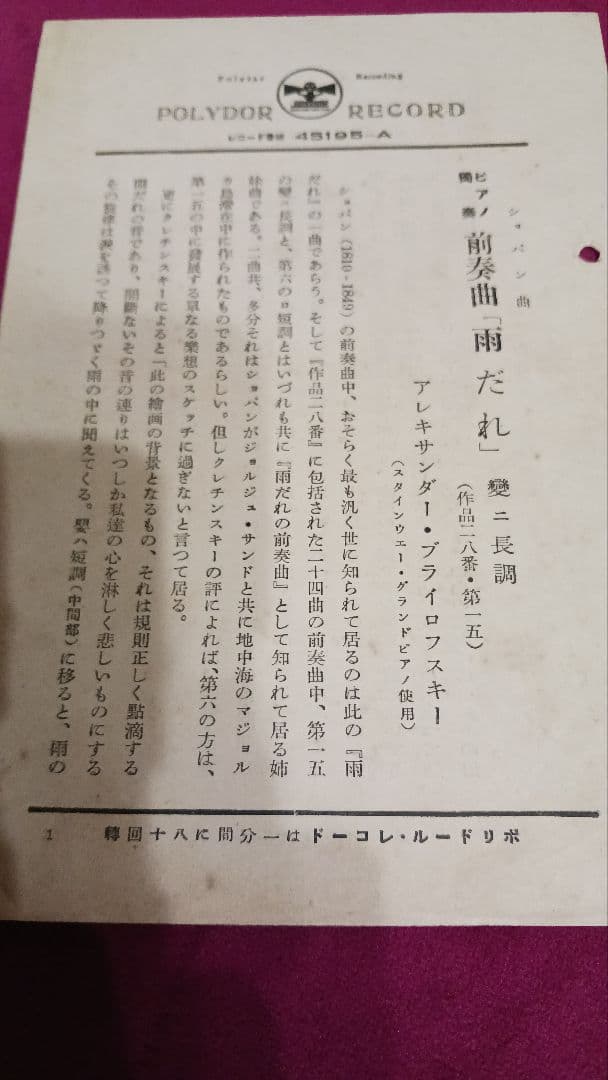 Polydor Recording
POLYDOR RECORD
レコード番號 45195－A
ショパン曲
ピアノ獨奏 前奏曲「雨だれ」 變ニ長調
（作品二八番・第一五）
アレキサンダー・ブライロフスキー
（スタインウエー・グランドピアノ使用）
ショパン（1810-1849）の前奏曲中、おそらく最も汎く世に知られて居るのは此の『雨
だれ』の一曲であらう。そして『作品二八番』に包括された二十四曲の前奏曲中、第一五
の變ニ長調と、第六のロ短調とはいづれも共に『雨だれの前奏曲』として知られて居る姉
妹曲である。二曲共、多分それはショパンがジョルジュ・サンドと共に地中海のマジョル
カ島滯在中に作られたものであるらしい。但しクレチンスキーの評によれば、第六の方は、
第一五の中に發展する單なる樂想のスケッチに過ぎないと言つて居る。
更にクレチンスキーによると「此の繪画の背景となるもの、それは規則正しく點滴する
雨だれの音であり、間斷ないその音の連りはいつしか私達の心を淋しく悲しいものにする
その旋律は涙を誘つて降りつゞく雨の中に聞えてくる。嬰ハ短調（中間部）に移ると、雨の
ポリドール・レコードは一分間に八十回轉
1